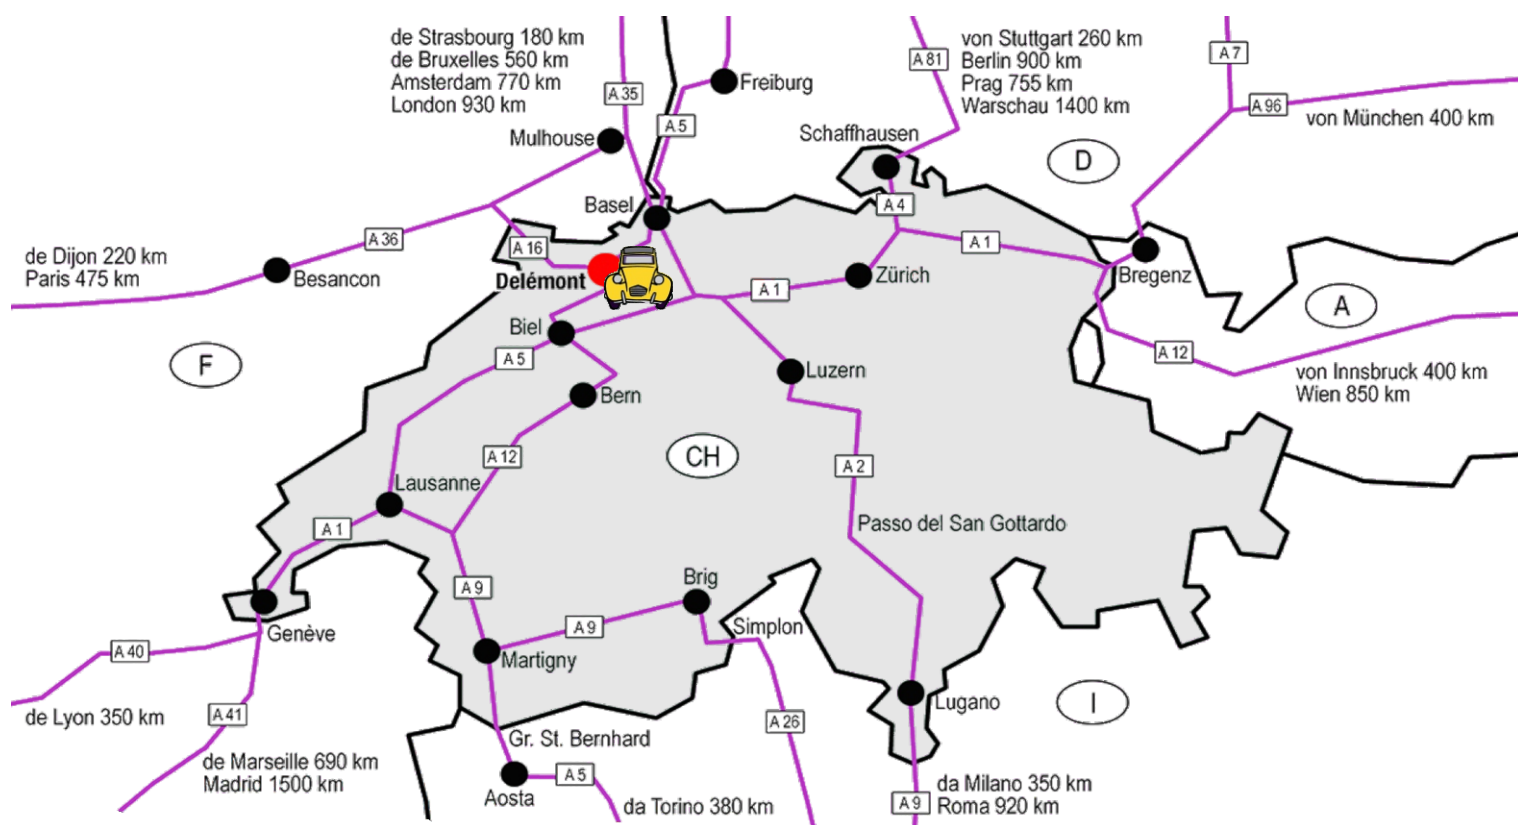 de Strasbourg 180 km
de Bruxelles 560 km
Amsterdam 770 km
London 930 km
von Stuttgart 260 km
Berlin 900 km
Prag 755 km
Warschau 1400 km
A 7
A 81
A 35
Freiburg
A 96
von München 400 km
A 5
Mulhouse
Schaffhausen
D
Basel
A 4
A 36
A 16
A 1
de Dijon 220 km
Paris 475 km
Besancon
Delémont
Zürich
Bregenz
A 1
A
Biel
F
A 5
Luzern
A 12
von Innsbruck 400 km
Wien 850 km
Bern
CH
A 12
A 2
Lausanne
A 1
Passo del San Gottardo
A 9
Brig
Genève
A 9
Simplon
A 40
Martigny
I
Lugano
de Lyon 350 km
A 41
A 26
Gr. St. Bernhard
de Marseille 690 km
Madrid 1500 km
A 5
Aosta
da Torino 380 km
A 9
da Milano 350 km
Roma 920 km